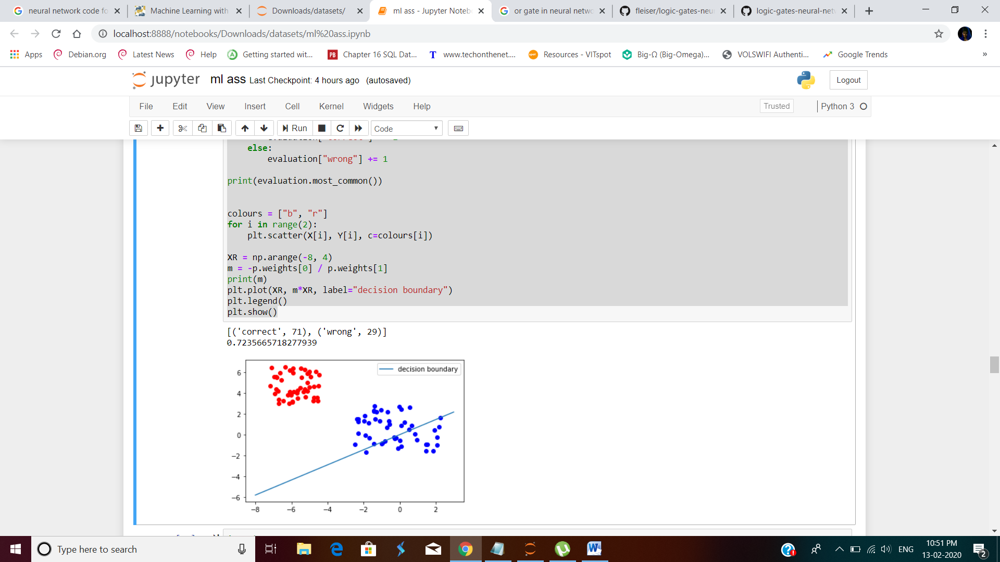 neural network code fo
Machine Learning with
Downloads/datasets/
ml ass - Jupyter Noteb
or gate in neural netwo
fleiser/logic-gates-neu
logic-gates-neural-net
localhost:8888/notebooks/Downloads/datasets/ml%20ass.ipynb
Apps
Debian.org
Latest News
Help
Getting started wit...
PB
Chapter 16 SQL Dat...
T
www.techonthenet....
spot
Resources - VITspot
Big-Ω (Big-Omega)...
VOLSWIFI Authenti...
Google Trends
»
jupyter
ml ass Last Checkpoint: 4 hours ago (autosaved)
Logout
File Edit View Insert Cell Kernel Widgets Help
Trusted
Python 3
Run
Code
else:
evaluation["wrong"] += 1
print(evaluation.most_common())
colours = ["b", "r"]
for i in range(2):
plt.scatter(X[i], Y[i], c=colours[i])
XR = np.arange(-8, 4)
m = -p.weights[0] / p.weights[1]
print(m)
plt.plot(XR, m*XR, label="decision boundary")
plt.legend()
plt.show()
[('correct', 71), ('wrong', 29)]
0.7235665718277939
decision boundary
6
4
2
0
−2
−4
−6
−8 −6 −4 −2 0 2
Type here to search
ENG
10:51 PM
13-02-2020
2